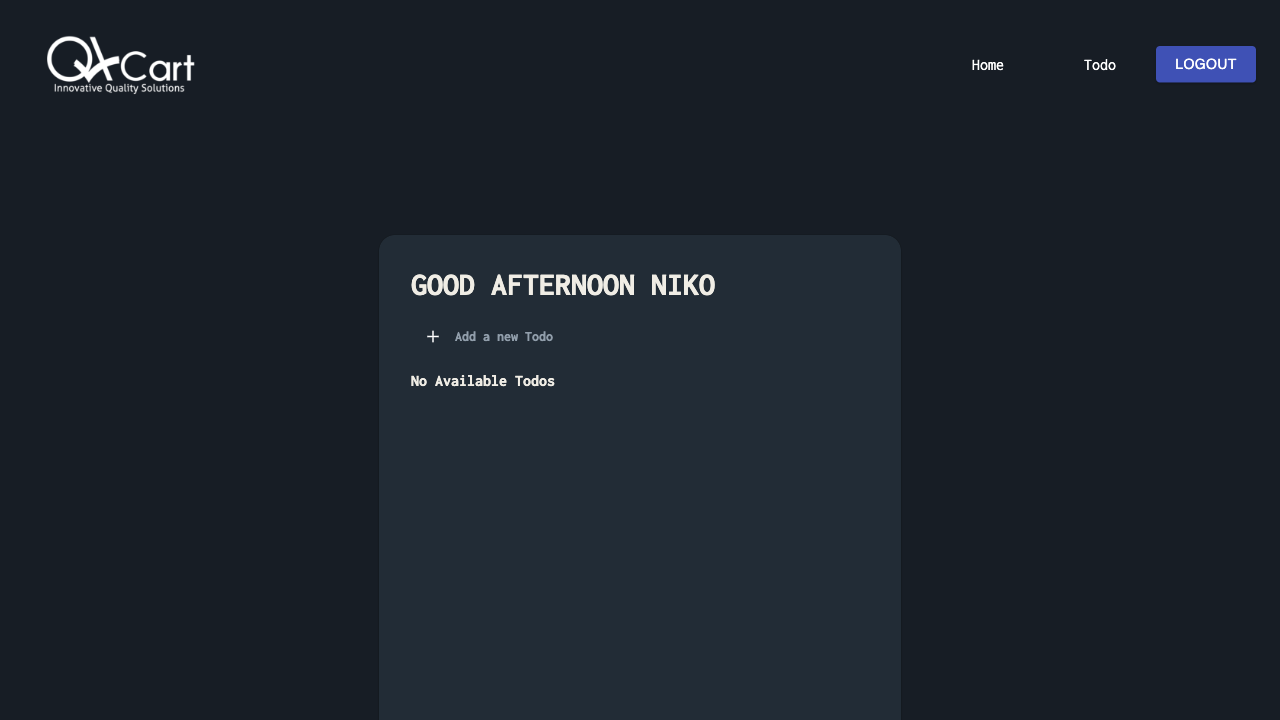 QACart
Innovative Quality Solutions
Home
Todo
LOGOUT
GOOD AFTERNOON NIKO
Add a new Todo
No Available Todos